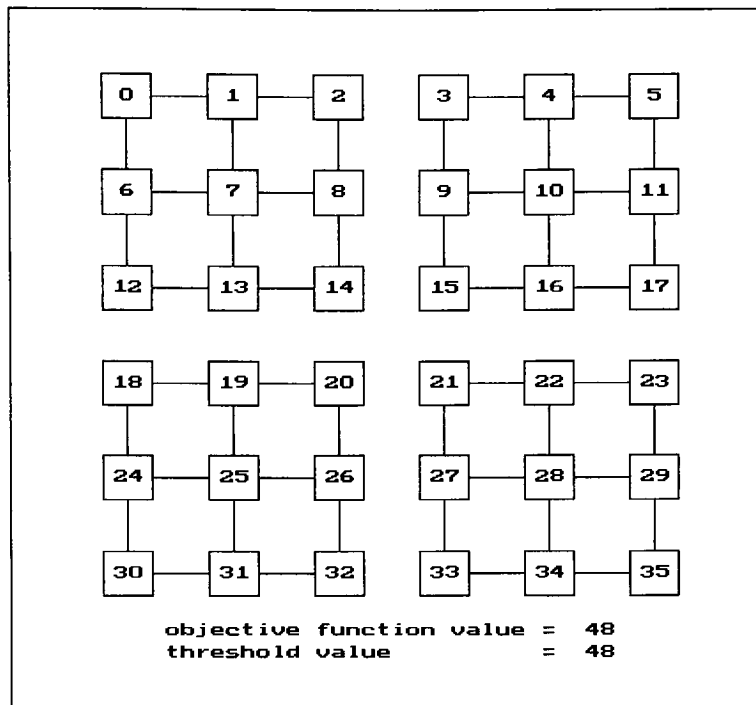 0 1 2 3 4 5
6 7 8 9 10 11
12 13 14 15 16 17
18 19 20 21 22 23
24 25 26 27 28 29
30 31 32 33 34 35
objective function value = 48
threshold value = 48